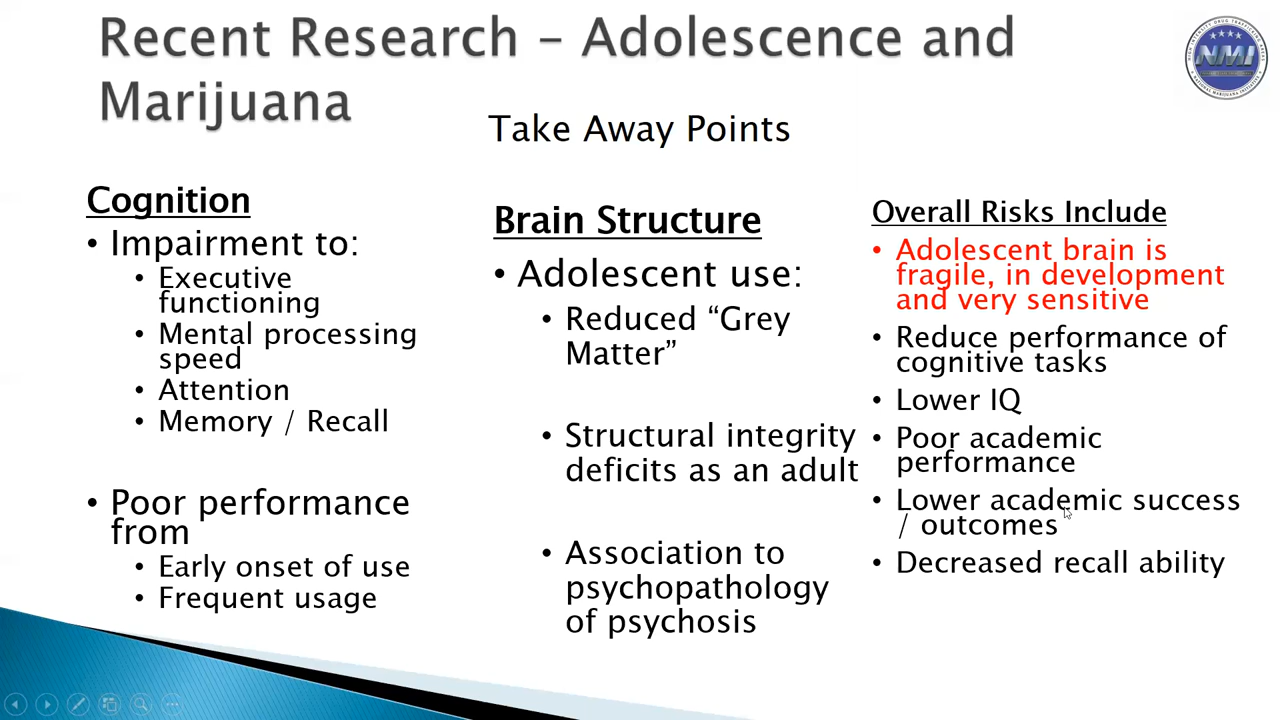 Recent Research – Adolescence and
Marijuana
Take Away Points
Cognition
• Impairment to:
• Executive
functioning
• Mental processing
speed
• Attention
• Memory / Recall
• Poor performance
from
• Early onset of use
• Frequent usage
Brain Structure
• Adolescent use:
• Reduced “Grey
Matter”
• Structural integrity
deficits as an adult
• Association to
psychopathology
of psychosis
Overall Risks Include
• Adolescent brain is
fragile, in development
and very sensitive
• Reduce performance of
cognitive tasks
• Lower IQ
• Poor academic
performance
• Lower academic success
/ outcomes
• Decreased recall ability
NMI